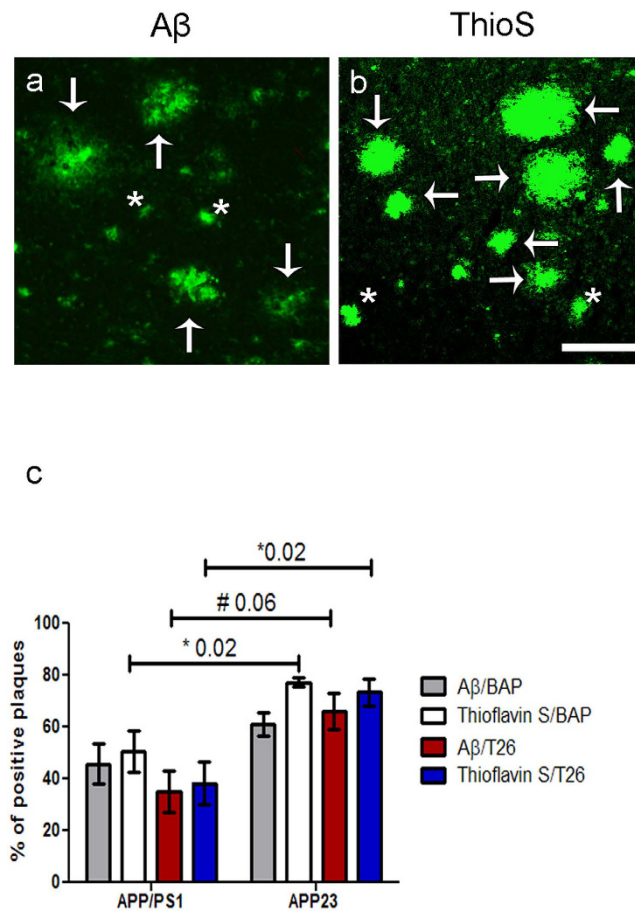 Aβ ThioS
a b
* *
* *
c
*0.02
# 0.06
* 0.02
100
80
60
40
20
0
% of positive plaques
APP/PS1 APP23
Aβ/BAP
Thioflavin S/BAP
Aβ/T26
Thioflavin S/T26